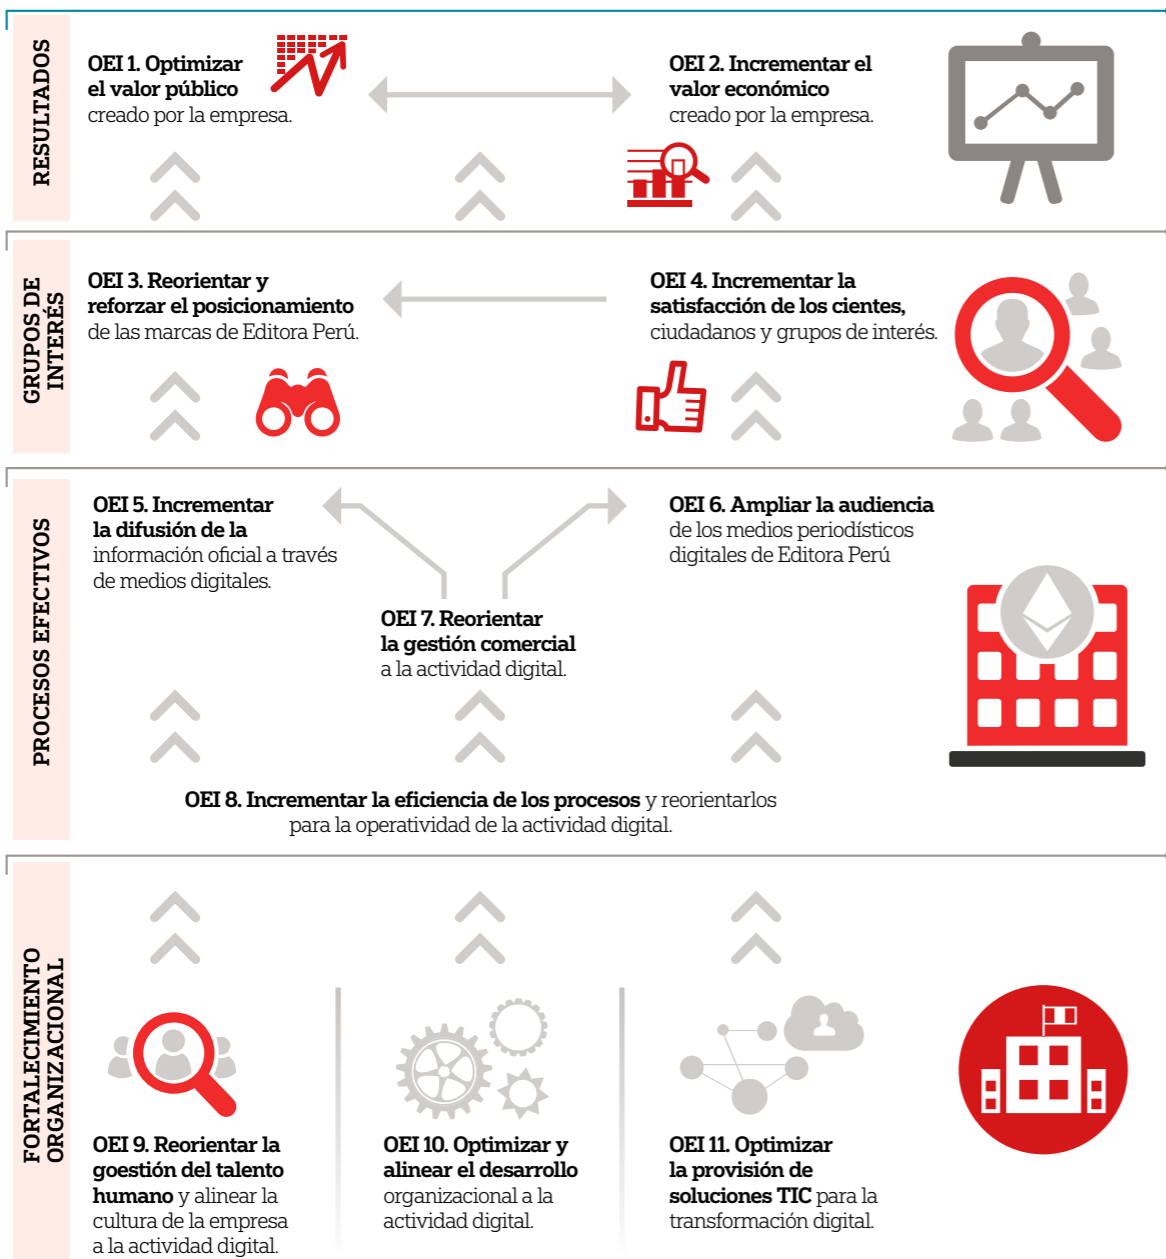 RESULTADOS
OEI 1. Optimizar
el valor público
creado por la empresa.
OEI 2. Incrementar el
valor económico
creado por la empresa.
GRUPOS DE
INTERÉS
OEI 3. Reorientar y
reforzar el posicionamiento
de las marcas de Editora Perú.
OEI 4. Incrementar la
satisfacción de los cientes,
ciudadanos y grupos de interés.
PROCESOS EFECTIVOS
OEI 5. Incrementar
la difusión de la
información oficial a través
de medios digitales.
OEI 6. Ampliar la audiencia
de los medios periodísticos
digitales de Editora Perú
OEI 7. Reorientar
la gestión comercial
a la actividad digital.
OEI 8. Incrementar la eficiencia de los procesos y reorientarlos
para la operatividad de la actividad digital.
FORTALECIMIENTO
ORGANIZACIONAL
OEI 9. Reorientar la
goestión del talento
humano y alinear la
cultura de la empresa
a la actividad digital.
OEI 10. Optimizar y
alinear el desarrollo
organizacional a la
actividad digital.
OEI 11. Optimizar
la provisión de
soluciones TIC para la
transformación digital.